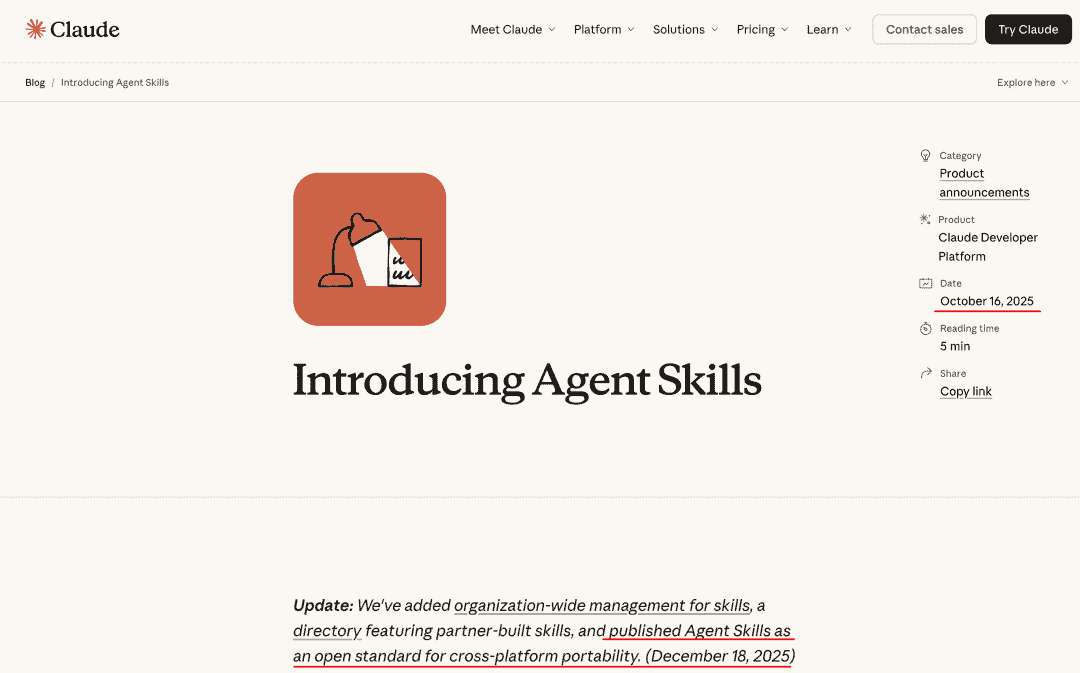 Claude
Meet Claude
Platform
Solutions
Pricing
Learn
Contact sales
Try Claude
Blog / Introducing Agent Skills
Explore here
Category
Product
announcements
Product
Claude Developer
Platform
Date
October 16, 2025
Reading time
5 min
Share
Copy link
Introducing Agent Skills
Update: We've added organization-wide management for skills, a
directory featuring partner-built skills, and published Agent Skills as
an open standard for cross-platform portability. (December 18, 2025)